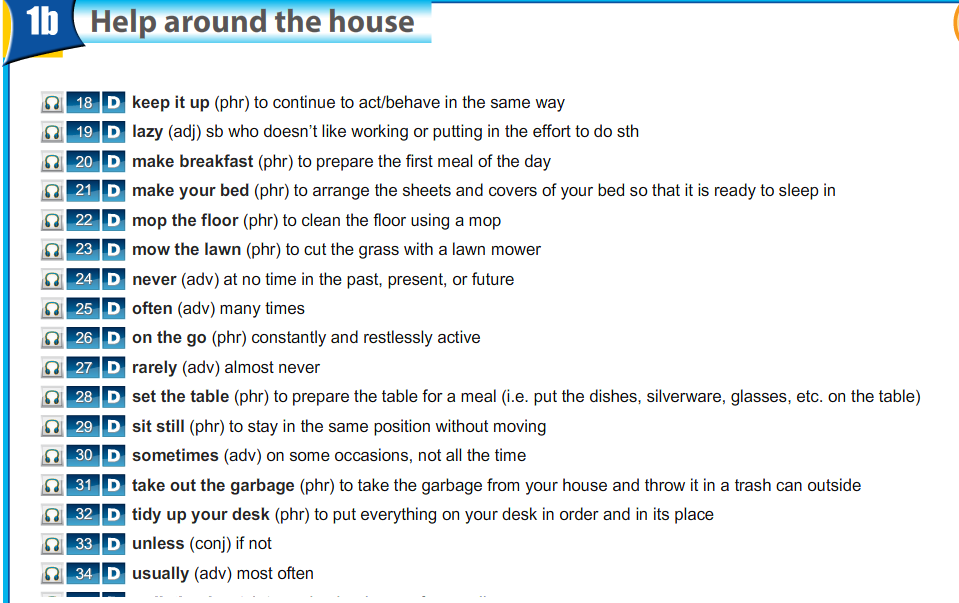 1b Help around the house
18 D keep it up (phr) to continue to act/behave in the same way
19 D lazy (adj) sb who doesn't like working or putting in the effort to do sth
20 D make breakfast (phr) to prepare the first meal of the day
21 D make your bed (phr) to arrange the sheets and covers of your bed so that it is ready to sleep in
22 D mop the floor (phr) to clean the floor using a mop
23 D mow the lawn (phr) to cut the grass with a lawn mower
24 D never (adv) at no time in the past, present, or future
25 D often (adv) many times
26 D on the go (phr) constantly and restlessly active
27 D rarely (adv) almost never
28 D set the table (phr) to prepare the table for a meal (i.e. put the dishes, silverware, glasses, etc. on the table)
29 D sit still (phr) to stay in the same position without moving
30 D sometimes (adv) on some occasions, not all the time
31 D take out the garbage (phr) to take the garbage from your house and throw it in a trash can outside
32 D tidy up your desk (phr) to put everything on your desk in order and in its place
33 D unless (conj) if not
34 D usually (adv) most often